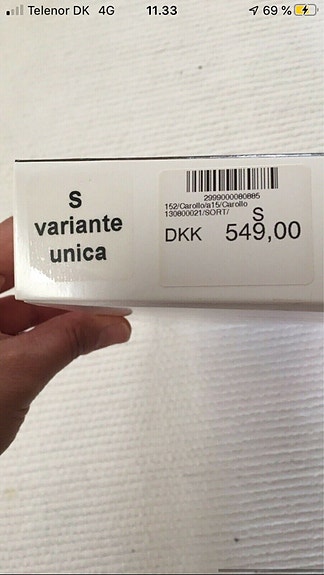 Telenor DK 4G 11.33 69 %
S
variante
unica
2999000080885
152/Carollo/a15/Carollo
130800021/SORT/
S
DKK 549,00